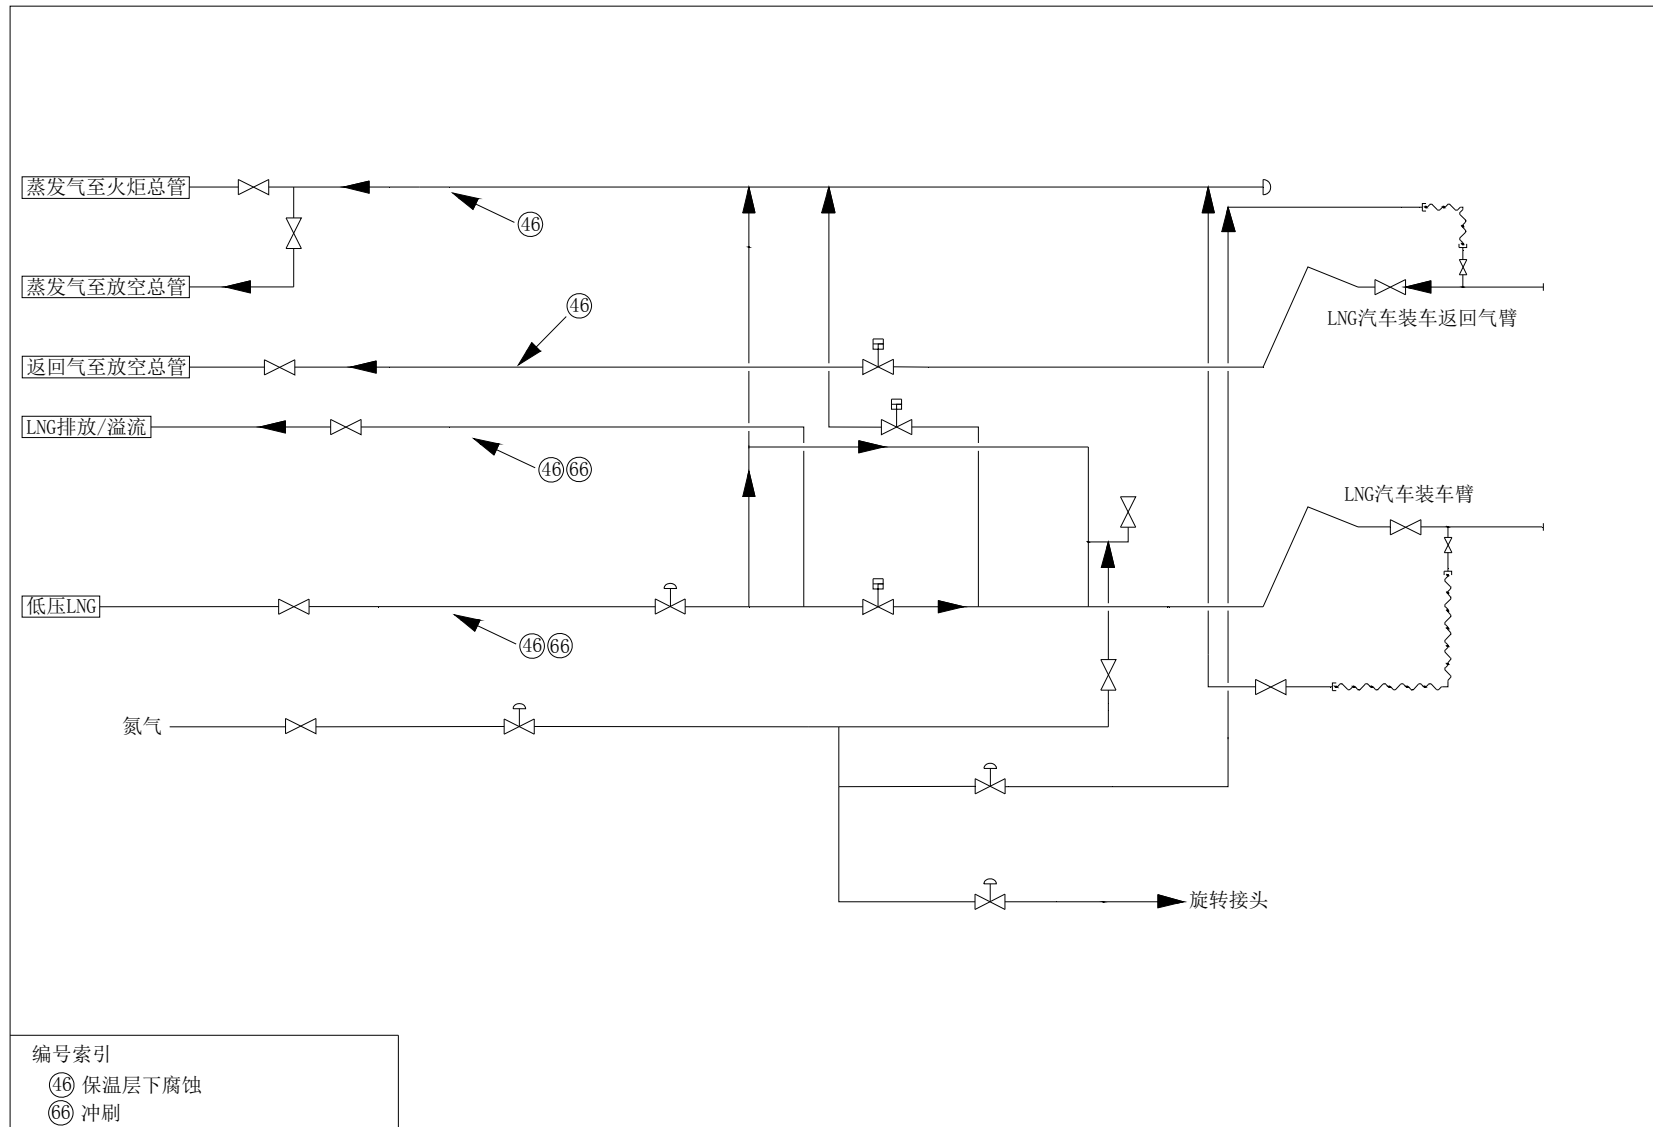 蒸发气至火炬总管
46
蒸发气至放空总管
46
LNG汽车装车返回气臂
返回气至放空总管
LNG排放/溢流
46 66
LNG汽车装车臂
低压LNG
46 66
氮气
旋转接头
编号索引
46 保温层下腐蚀
66 冲刷